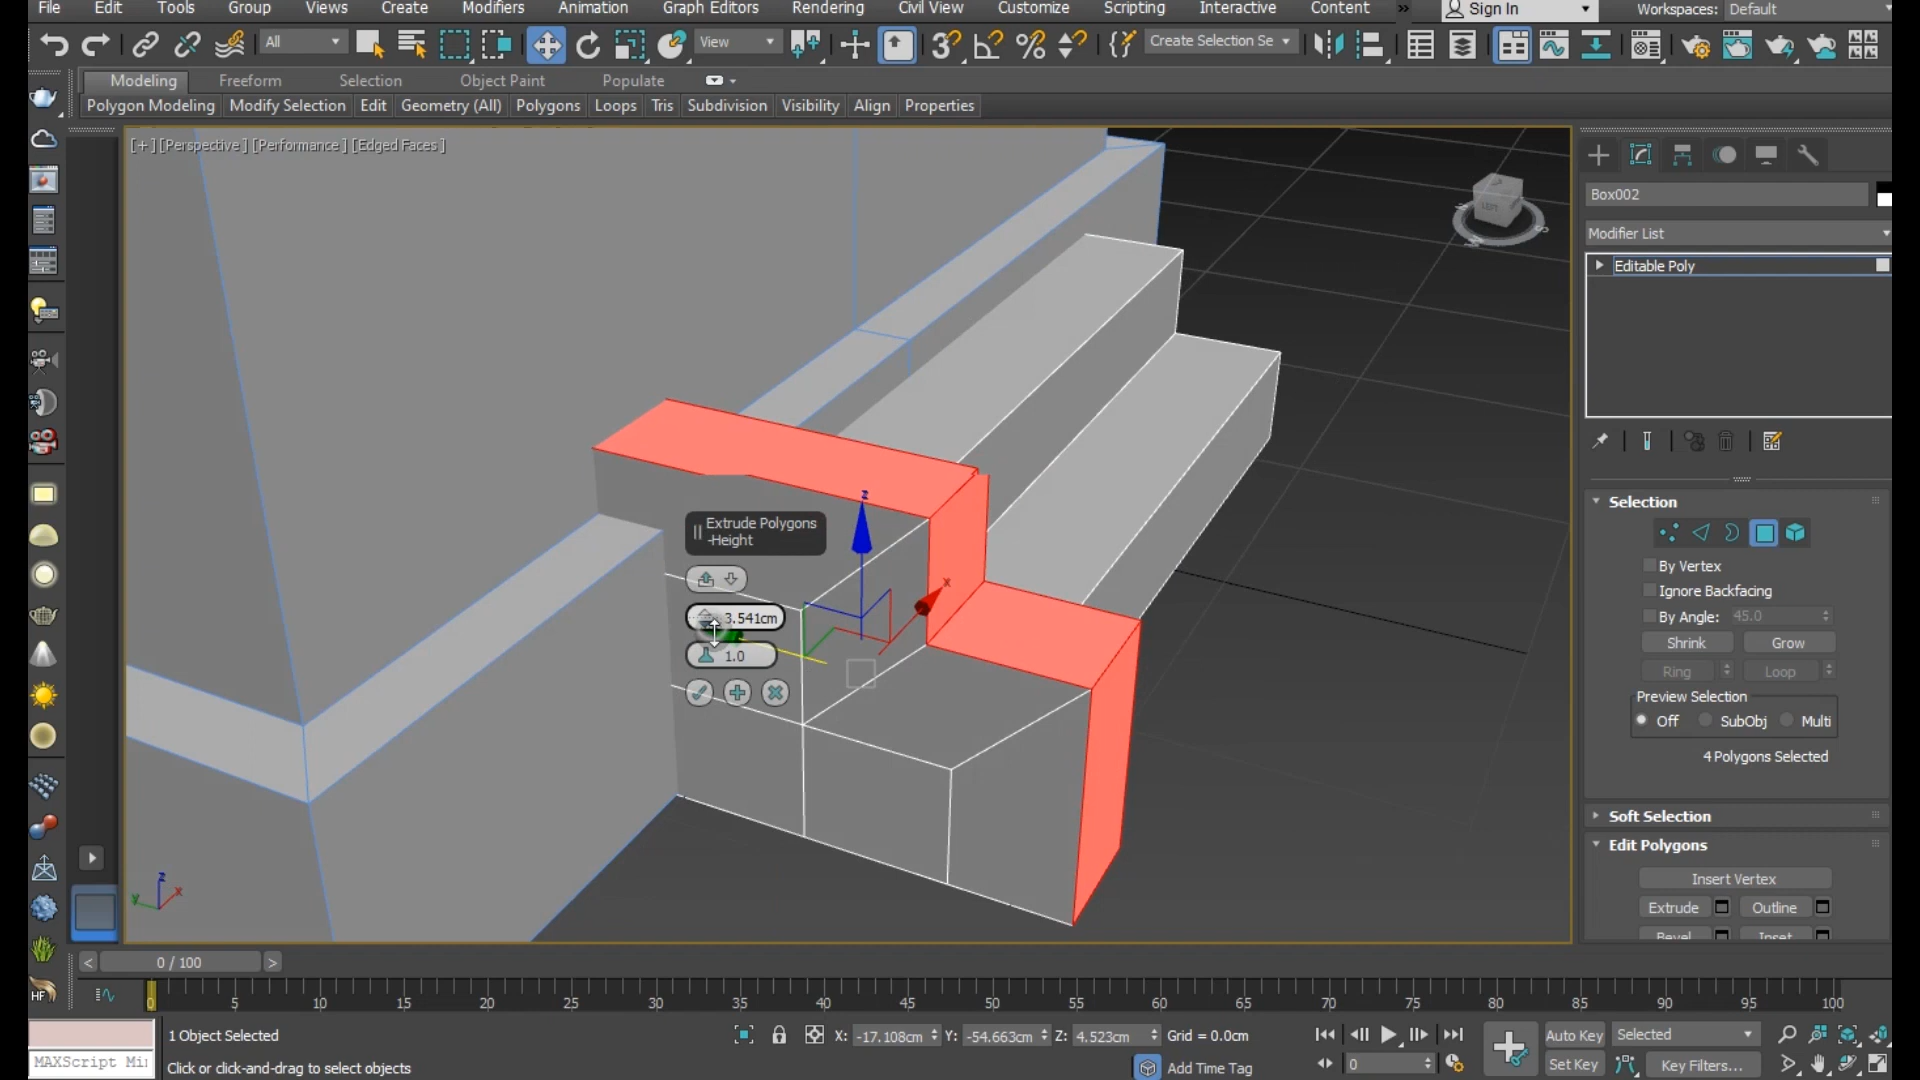 File Edit Tools Group Views Create Modifiers Animation Graph Editors Rendering Civil View Customize Scripting Interactive Content » Sign In Workspaces: Default
All View Create Selection Se
Modeling Freeform Selection Object Paint Populate
Polygon Modeling Modify Selection Edit Geometry (All) Polygons Loops Tris Subdivision Visibility Align Properties
[+] [Perspective] [Performance] [Edged Faces]
LEFT
Box002
Modifier List
Editable Poly
z
x
Extrude Polygons
-Height
3.541cm
1.0
Selection
By Vertex
Ignore Backfacing
By Angle: 45.0
Shrink Grow
Ring Loop
Preview Selection
Off SubObj Multi
4 Polygons Selected
Soft Selection
Edit Polygons
Insert Vertex
Extrude Outline
Bevel Inset
z
y x
HF
< 0 / 100 >
0 5 10 15 20 25 30 35 40 45 50 55 60 65 70 75 80 85 90 95 100
1 Object Selected X: -17.108cm Y: -54.663cm Z: 4.523cm Grid = 0.0cm Auto Key Selected
MAXScript Mi
Click or click-and-drag to select objects Add Time Tag 0 Set Key Key Filters...